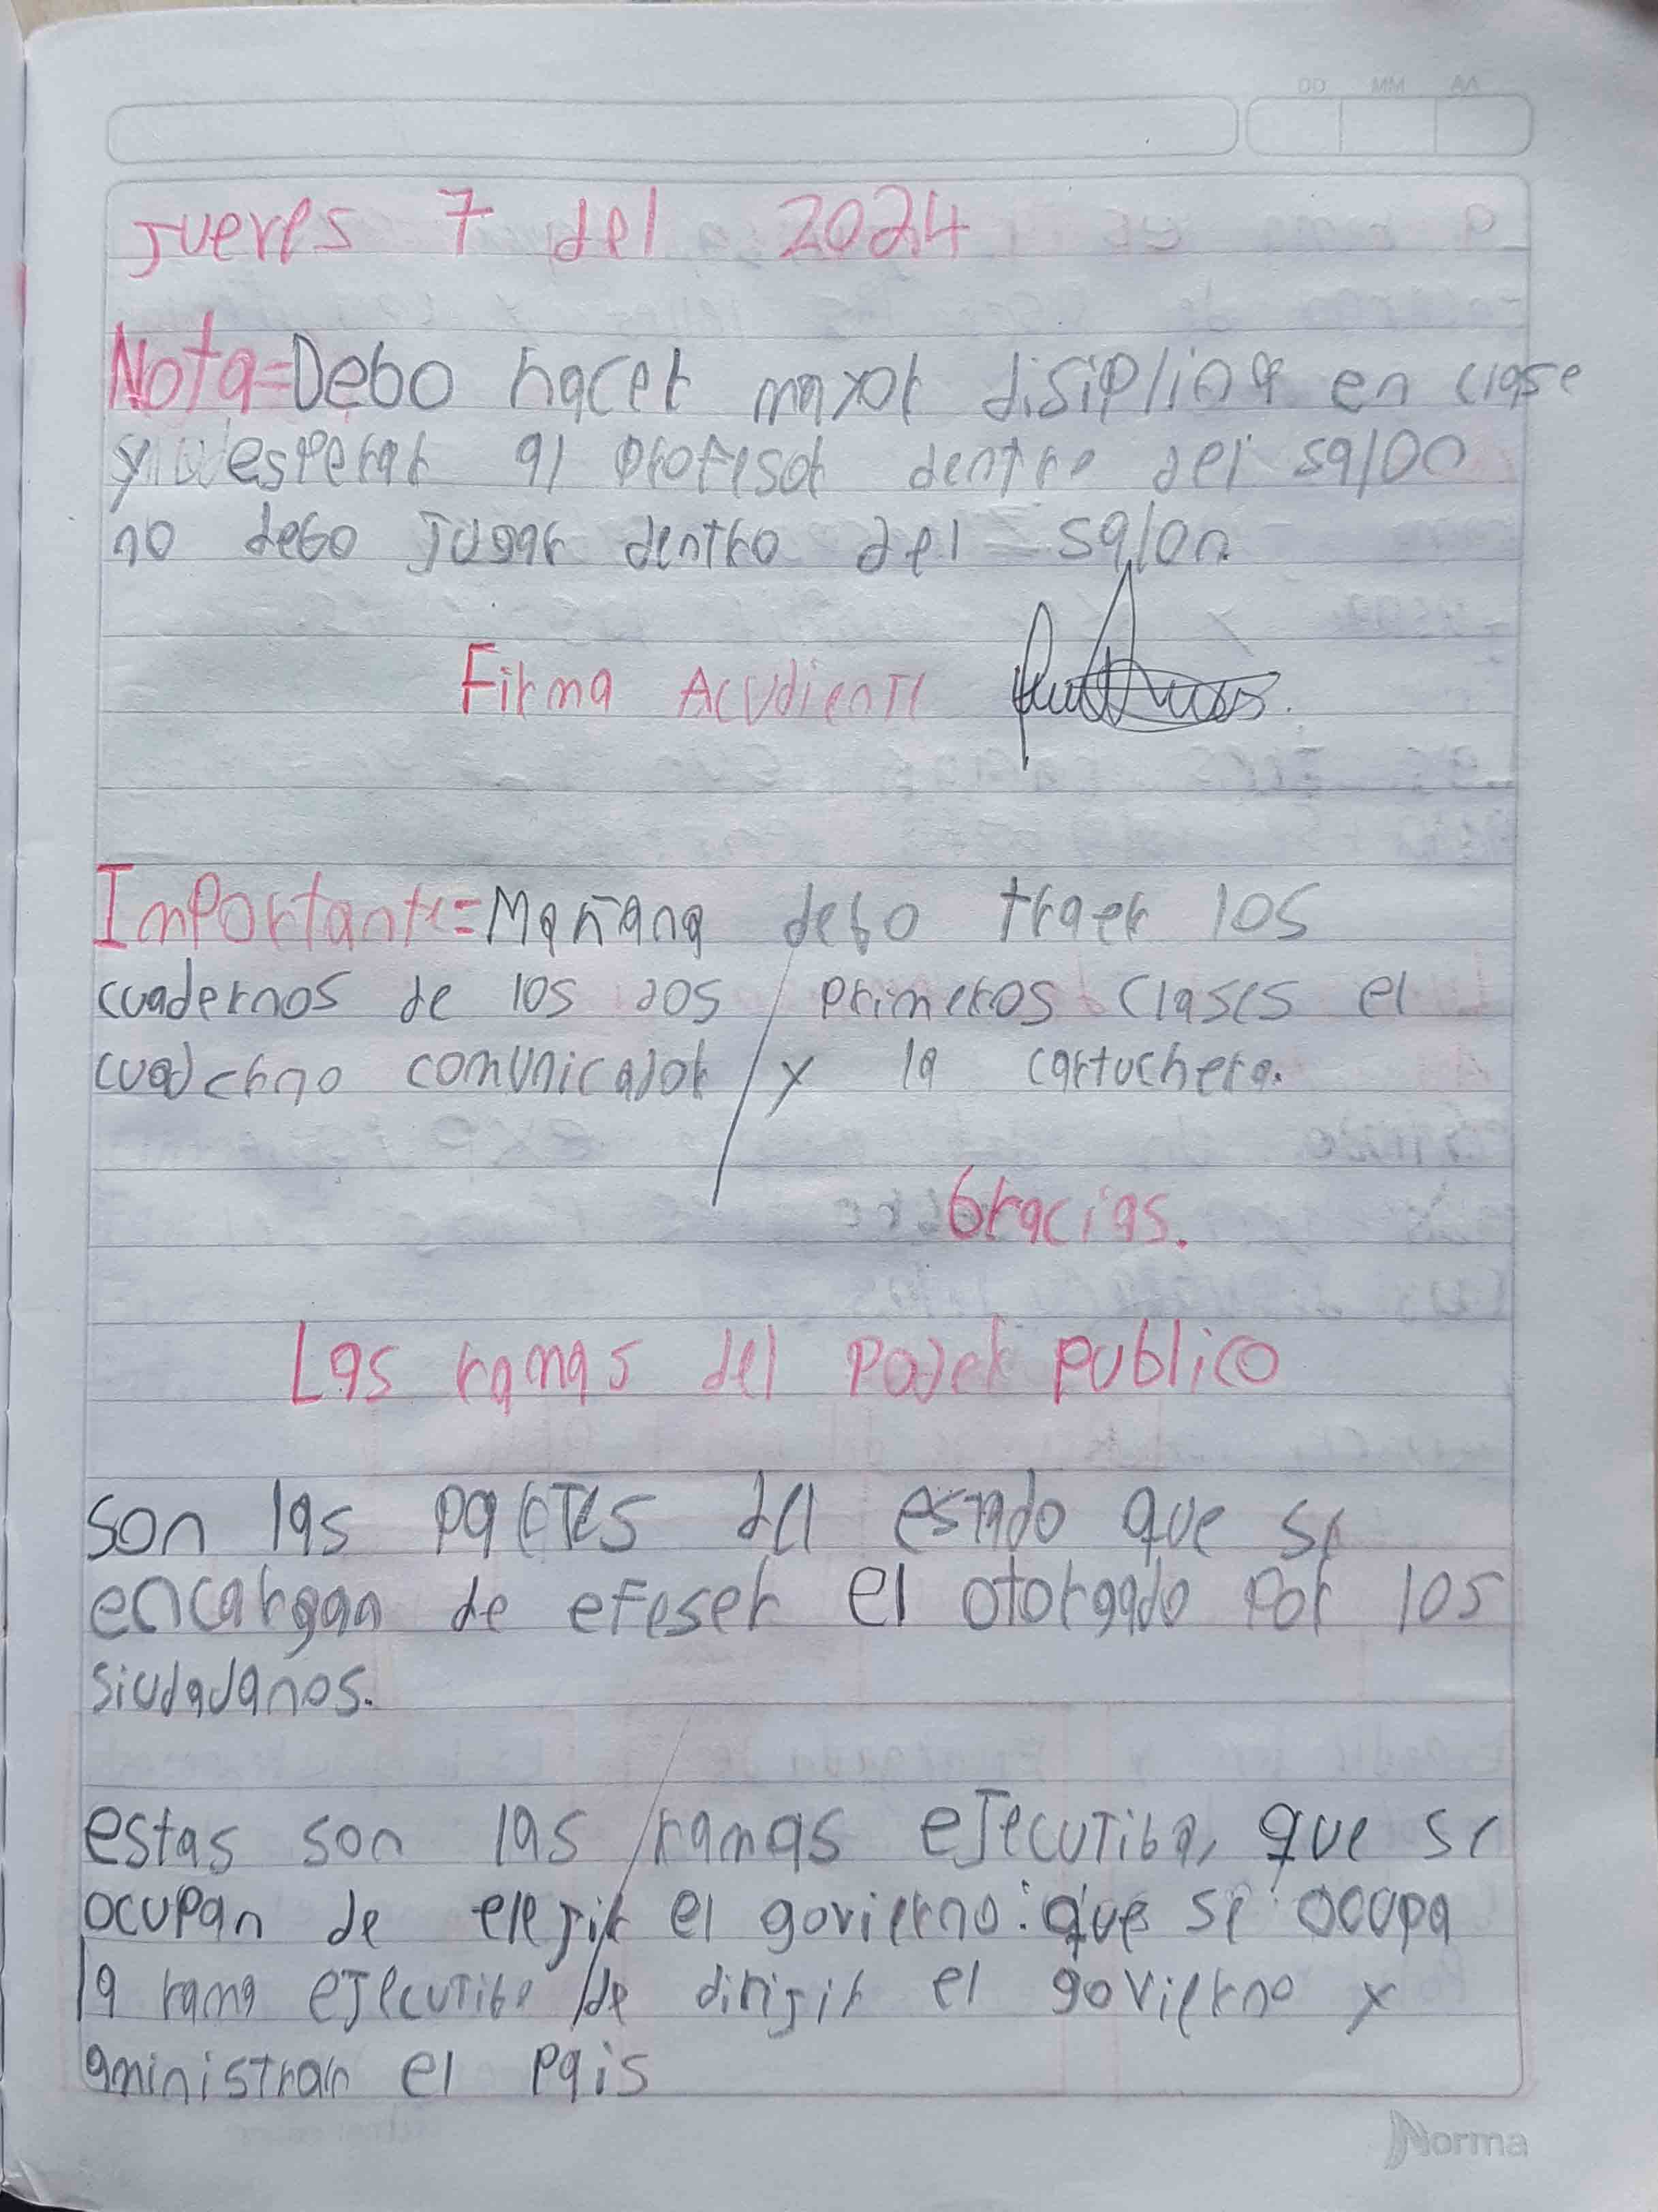 Jueves 7 del 2024
Nota=Debo hacer mayor disiplina en clase
y esperar al profesor dentro del salon
no debo jugar dentro del salon.
Firma Acudiente
Importante=Mañana debo traer los
cuadernos de los dos primeros clases el
cuaderno comunicador y la cartuchera.
Gracias.
Las ramas del Poder publico
son las partes del estado que se
encargan de efeser el otorgado por los
siudadanos.
estas son las ramas ejecutiba, que se
ocupan de elejir el govierno: que se ocupa
la rama ejecutiba de dirijir el govierno y
aministran el pais
Norma